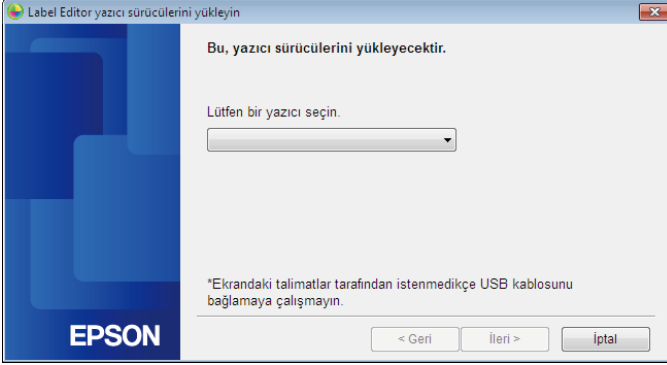 Label Editor yazıcı sürücülerini yükleyin
Bu, yazıcı sürücülerini yükleyecektir.
Lütfen bir yazıcı seçin.
*Ekrandaki talimatlar tarafından istenmedikçe USB kablosunu
bağlamaya çalışmayın.
EPSON
< Geri
İleri >
İptal